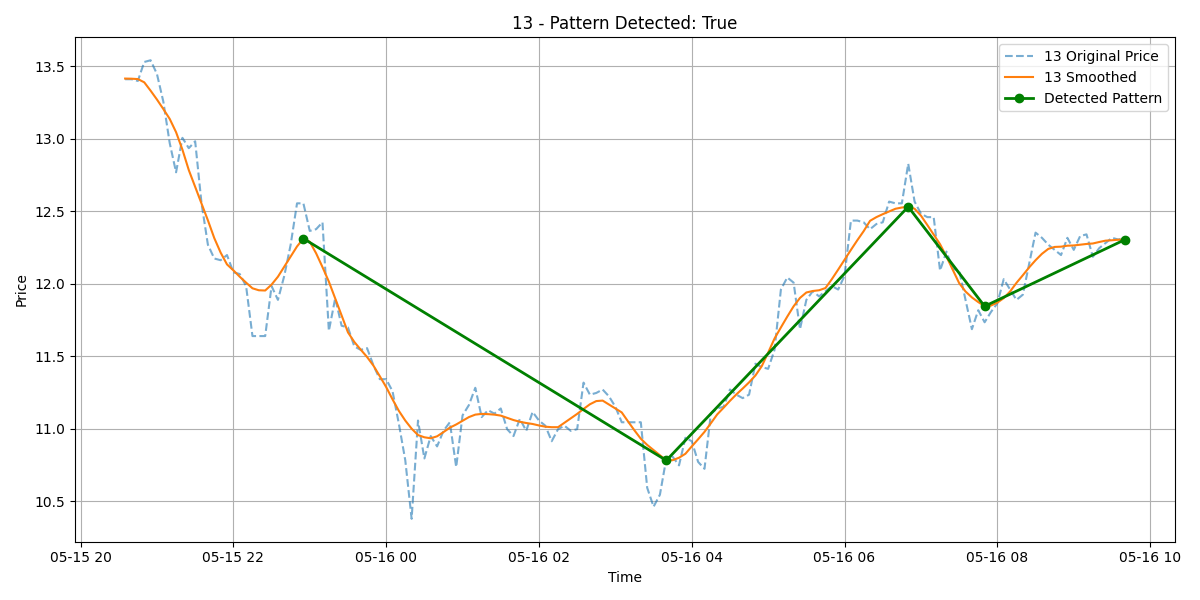 13 - Pattern Detected: True
13 Original Price
13 Smoothed
Detected Pattern
Price
13.5
13.0
12.5
12.0
11.5
11.0
10.5
05-15 20
05-15 22
05-16 00
05-16 02
05-16 04
05-16 06
05-16 08
05-16 10
Time